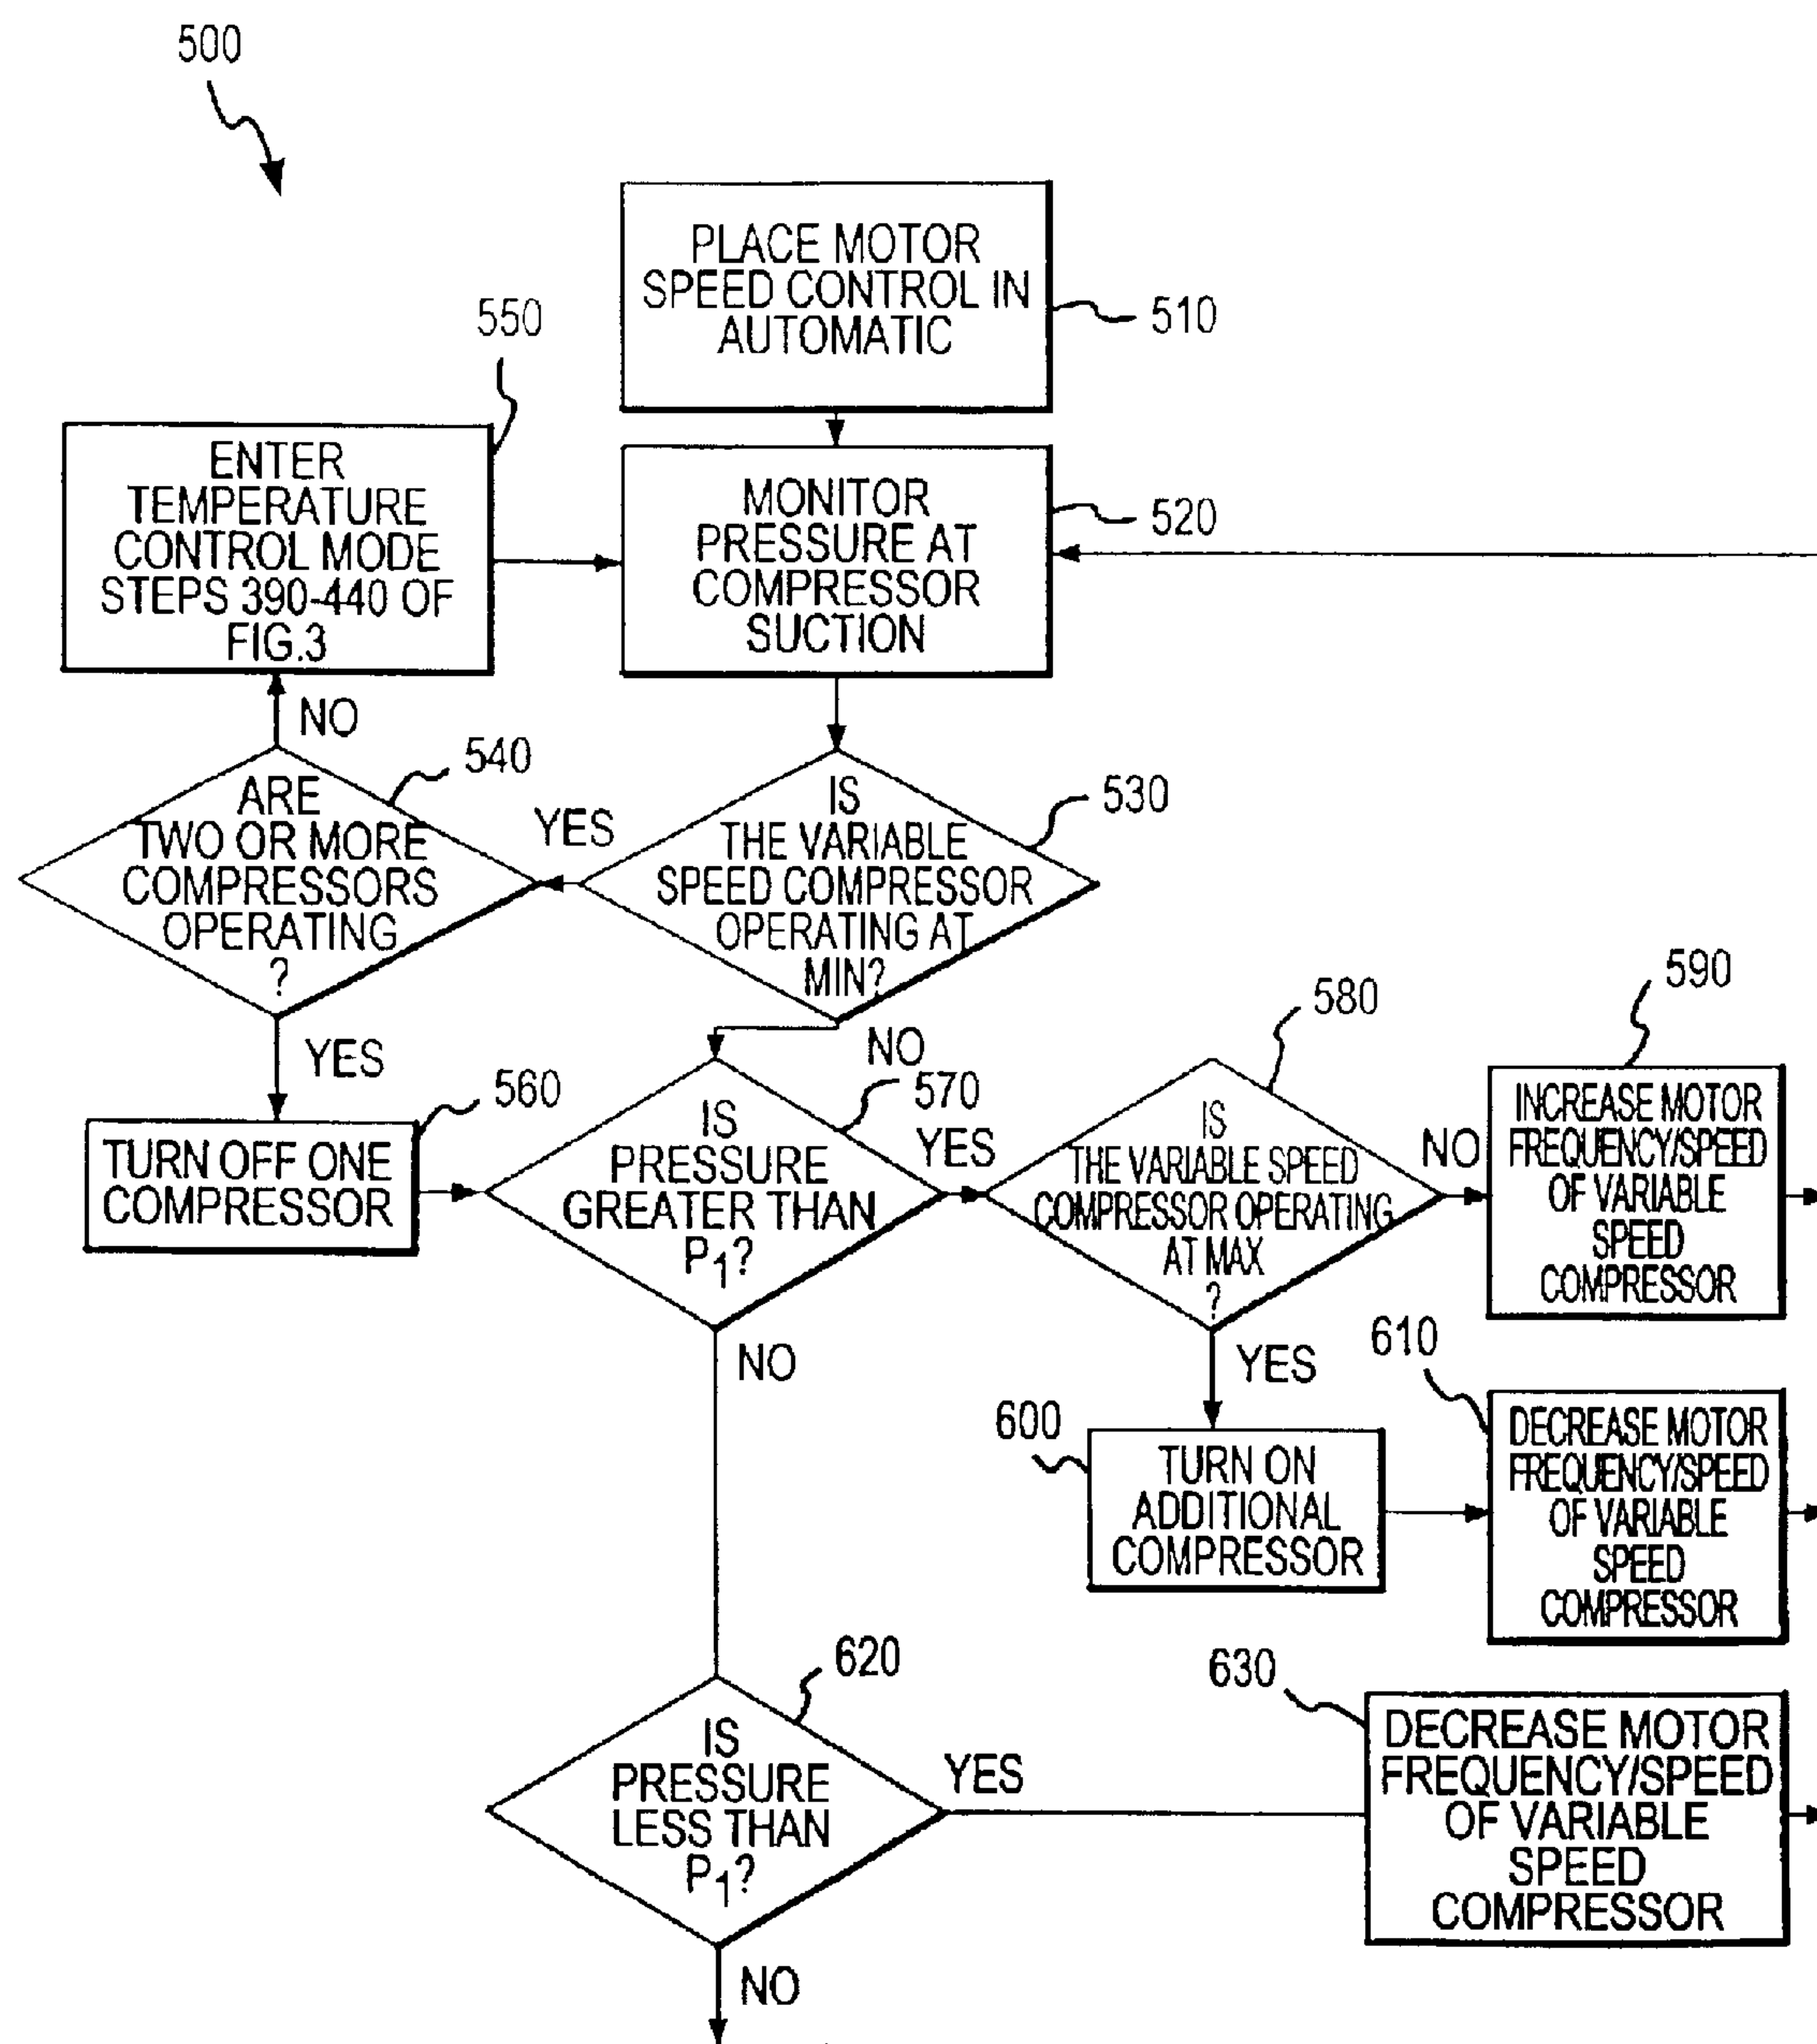 500
PLACE MOTOR
SPEED CONTROL IN
AUTOMATIC
510
550
ENTER
TEMPERATURE
CONTROL MODE
STEPS 390-440 OF
FIG.3
MONITOR
PRESSURE AT
COMPRESSOR
SUCTION
520
NO
540
ARE
TWO OR MORE
COMPRESSORS
OPERATING
?
YES
IS
THE VARIABLE
SPEED COMPRESSOR
OPERATING AT
MIN?
530
YES
NO
560
TURN OFF ONE
COMPRESSOR
570
IS
PRESSURE
GREATER THAN
P1?
YES
580
IS
THE VARIABLE SPEED
COMPRESSOR OPERATING
AT MAX
?
NO
590
INCREASE MOTOR
FREQUENCY/SPEED
OF VARIABLE
SPEED
COMPRESSOR
NO
YES
600
TURN ON
ADDITIONAL
COMPRESSOR
610
DECREASE MOTOR
FREQUENCY/SPEED
OF VARIABLE
SPEED
COMPRESSOR
620
IS
PRESSURE
LESS THAN
P1?
YES
630
DECREASE MOTOR
FREQUENCY/SPEED
OF VARIABLE
SPEED
COMPRESSOR
NO